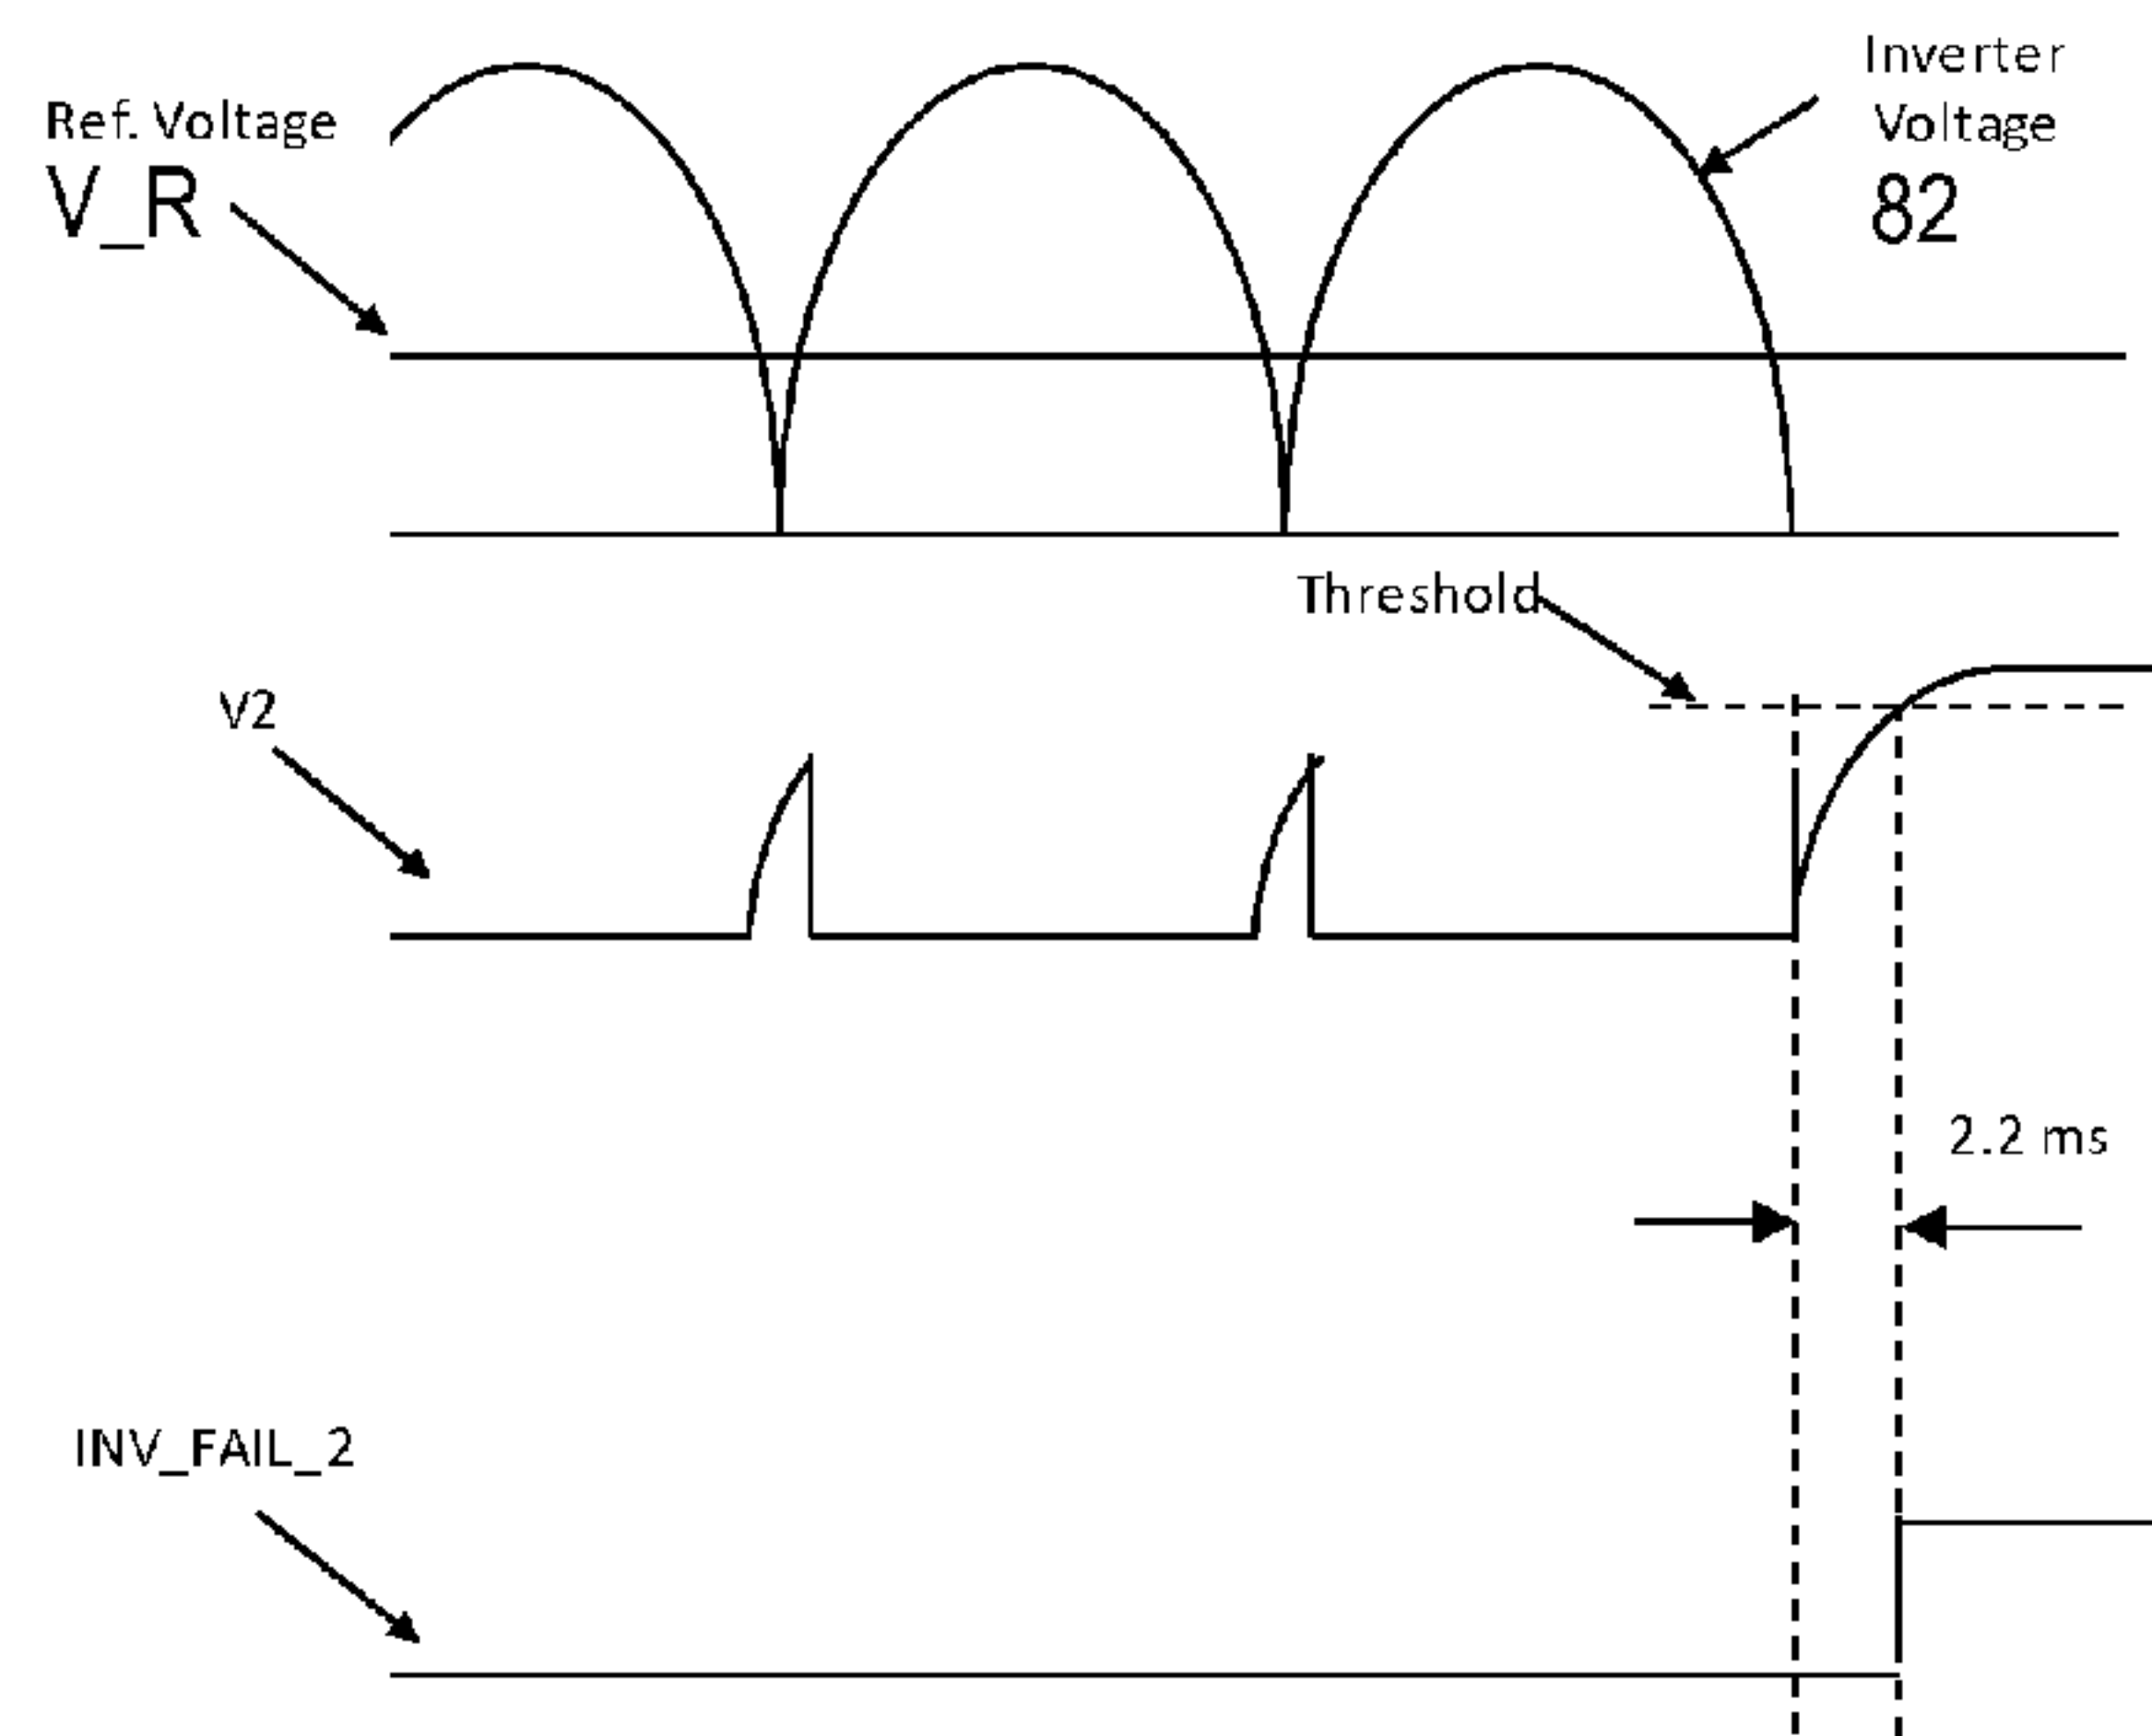 Inverter
Voltage
82
Ref. Voltage
V_R
Threshold
V2
2.2 ms
INV_FAIL_2